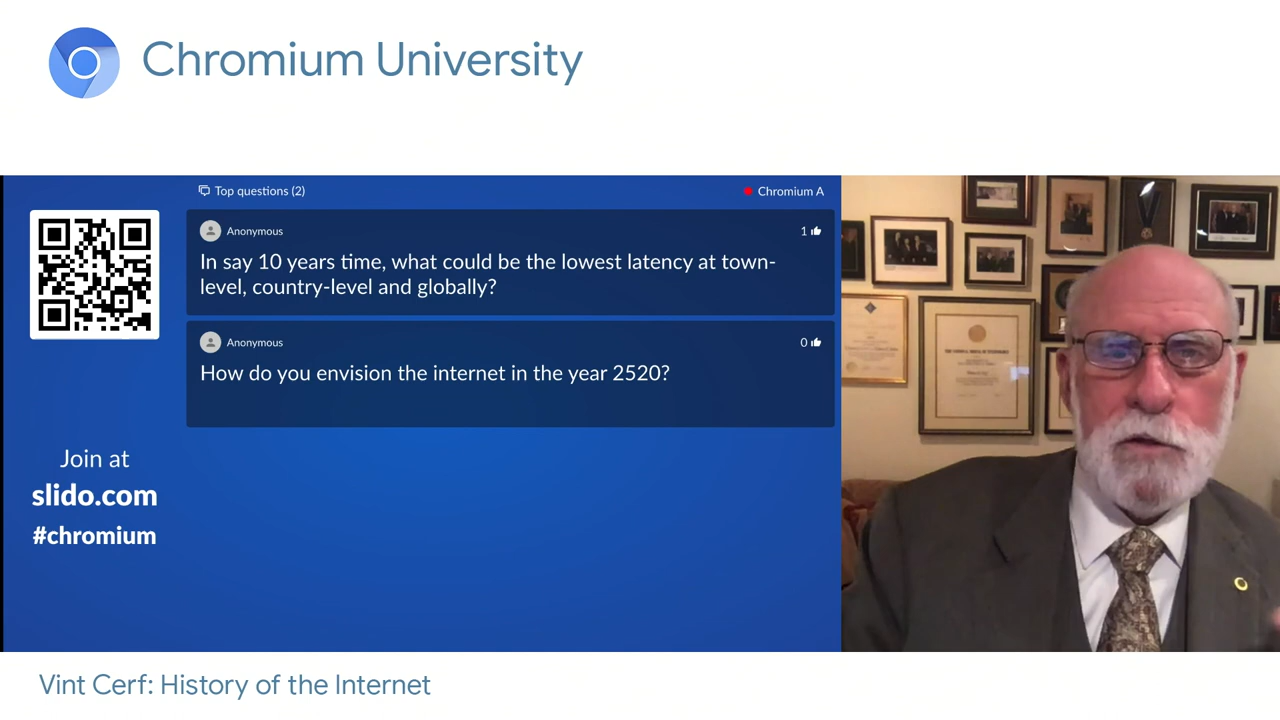 Chromium University
Top questions (2)
Chromium A
Anonymous
1
In say 10 years time, what could be the lowest latency at town-
level, country-level and globally?
Anonymous
0
How do you envision the internet in the year 2520?
Join at
slido.com
#chromium
Vint Cerf: History of the Internet